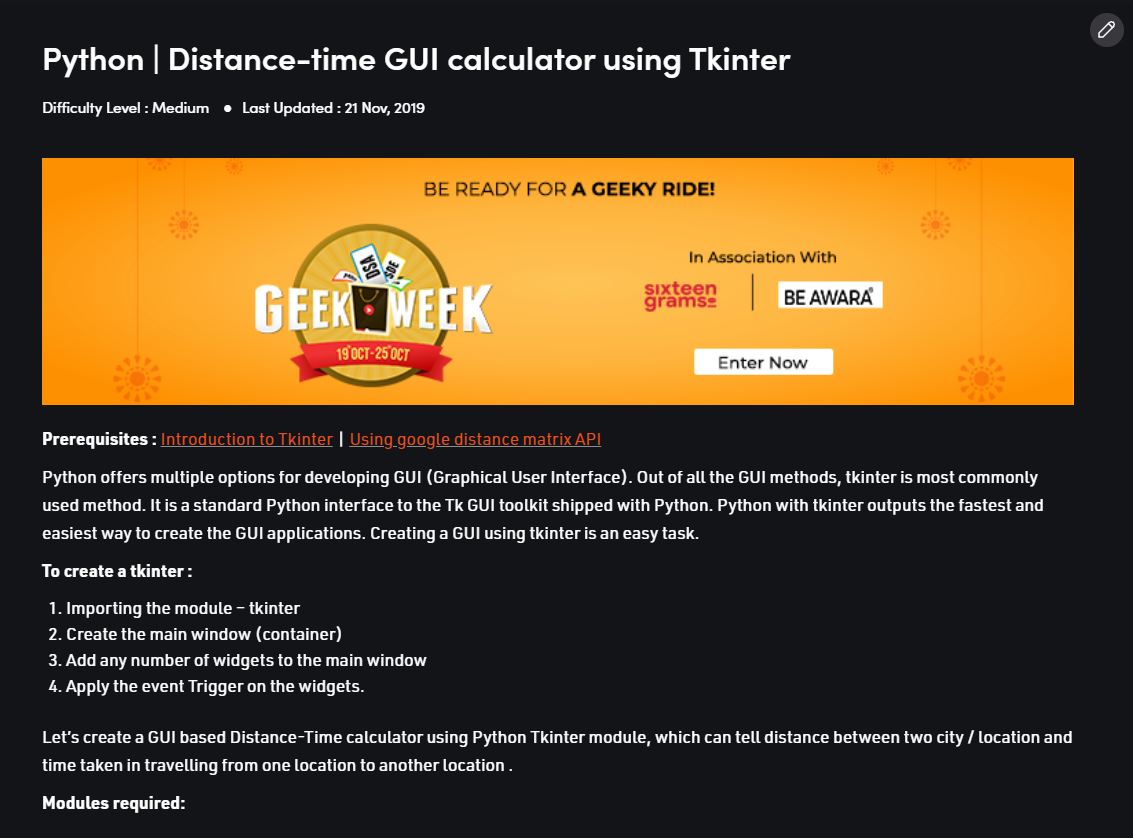 Python | Distance-time GUI calculator using Tkinter
Difficulty Level : Medium ● Last Updated : 21 Nov, 2019
BE READY FOR A GEEKY RIDE!
DSA
SDE
GEEK WEEK
19th OCT-25th OCT
In Association With
sixteen
grams
BE AWARA®
Enter Now
Prerequisites : Introduction to Tkinter | Using google distance matrix API
Python offers multiple options for developing GUI (Graphical User Interface). Out of all the GUI methods, tkinter is most commonly
used method. It is a standard Python interface to the Tk GUI toolkit shipped with Python. Python with tkinter outputs the fastest and
easiest way to create the GUI applications. Creating a GUI using tkinter is an easy task.
To create a tkinter :
1. Importing the module – tkinter
2. Create the main window (container)
3. Add any number of widgets to the main window
4. Apply the event Trigger on the widgets.
Let’s create a GUI based Distance-Time calculator using Python Tkinter module, which can tell distance between two city / location and
time taken in travelling from one location to another location .
Modules required: